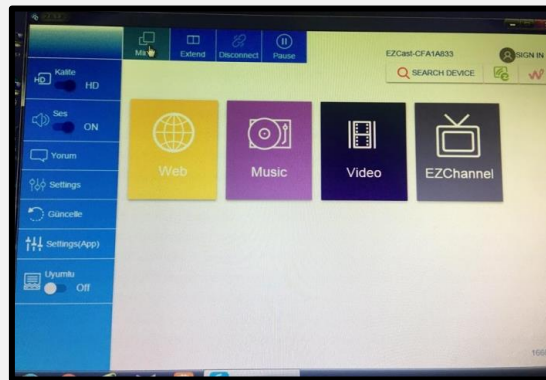 Extend
Disconnect
Pause
EZCast-CFA1A833
SIGN IN
SEARCH DEVICE
HD
Kalite
HD
Ses
ON
Yorum
Settings
Güncelle
Settings(App)
Uyumlu
Off
Web
Music
Video
EZChannel